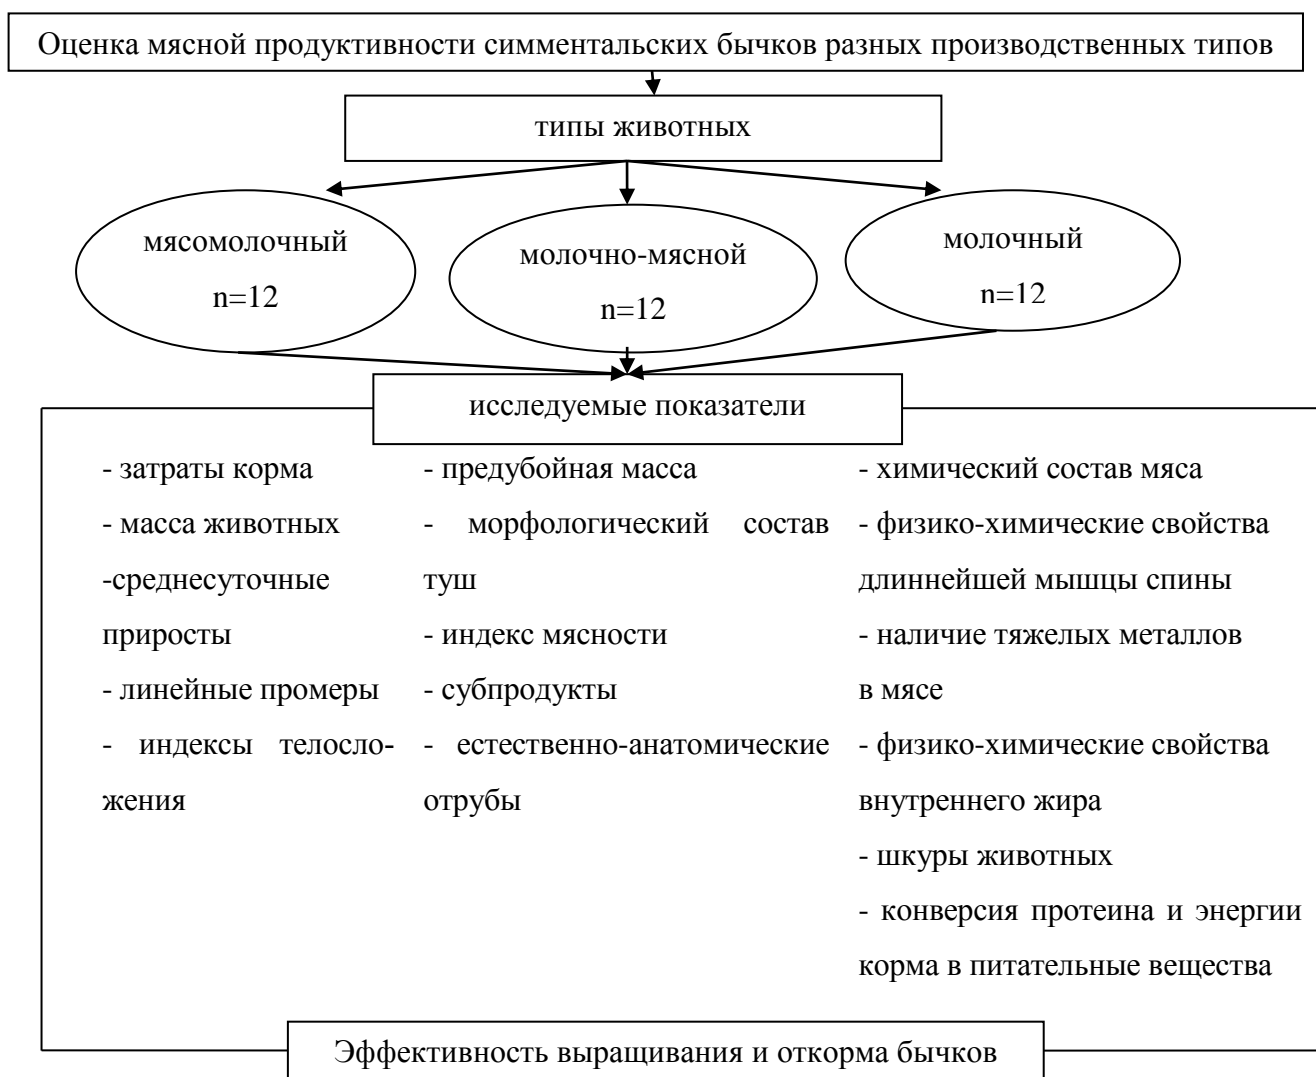 Оценка мясной продуктивности симментальских бычков разных производственных типов
типы животных
мясомолочный
n=12
молочно-мясной
n=12
молочный
n=12
исследуемые показатели
- затраты корма
- масса животных
-среднесуточные
приросты
- линейные промеры
- индексы телосло-
жения
- предубойная масса
- морфологический состав
туш
- индекс мясности
- субпродукты
- естественно-анатомические
отрубы
- химический состав мяса
- физико-химические свойства
длиннейшей мышцы спины
- наличие тяжелых металлов
в мясе
- физико-химические свойства
внутреннего жира
- шкуры животных
- конверсия протеина и энергии
корма в питательные вещества
Эффективность выращивания и откорма бычков